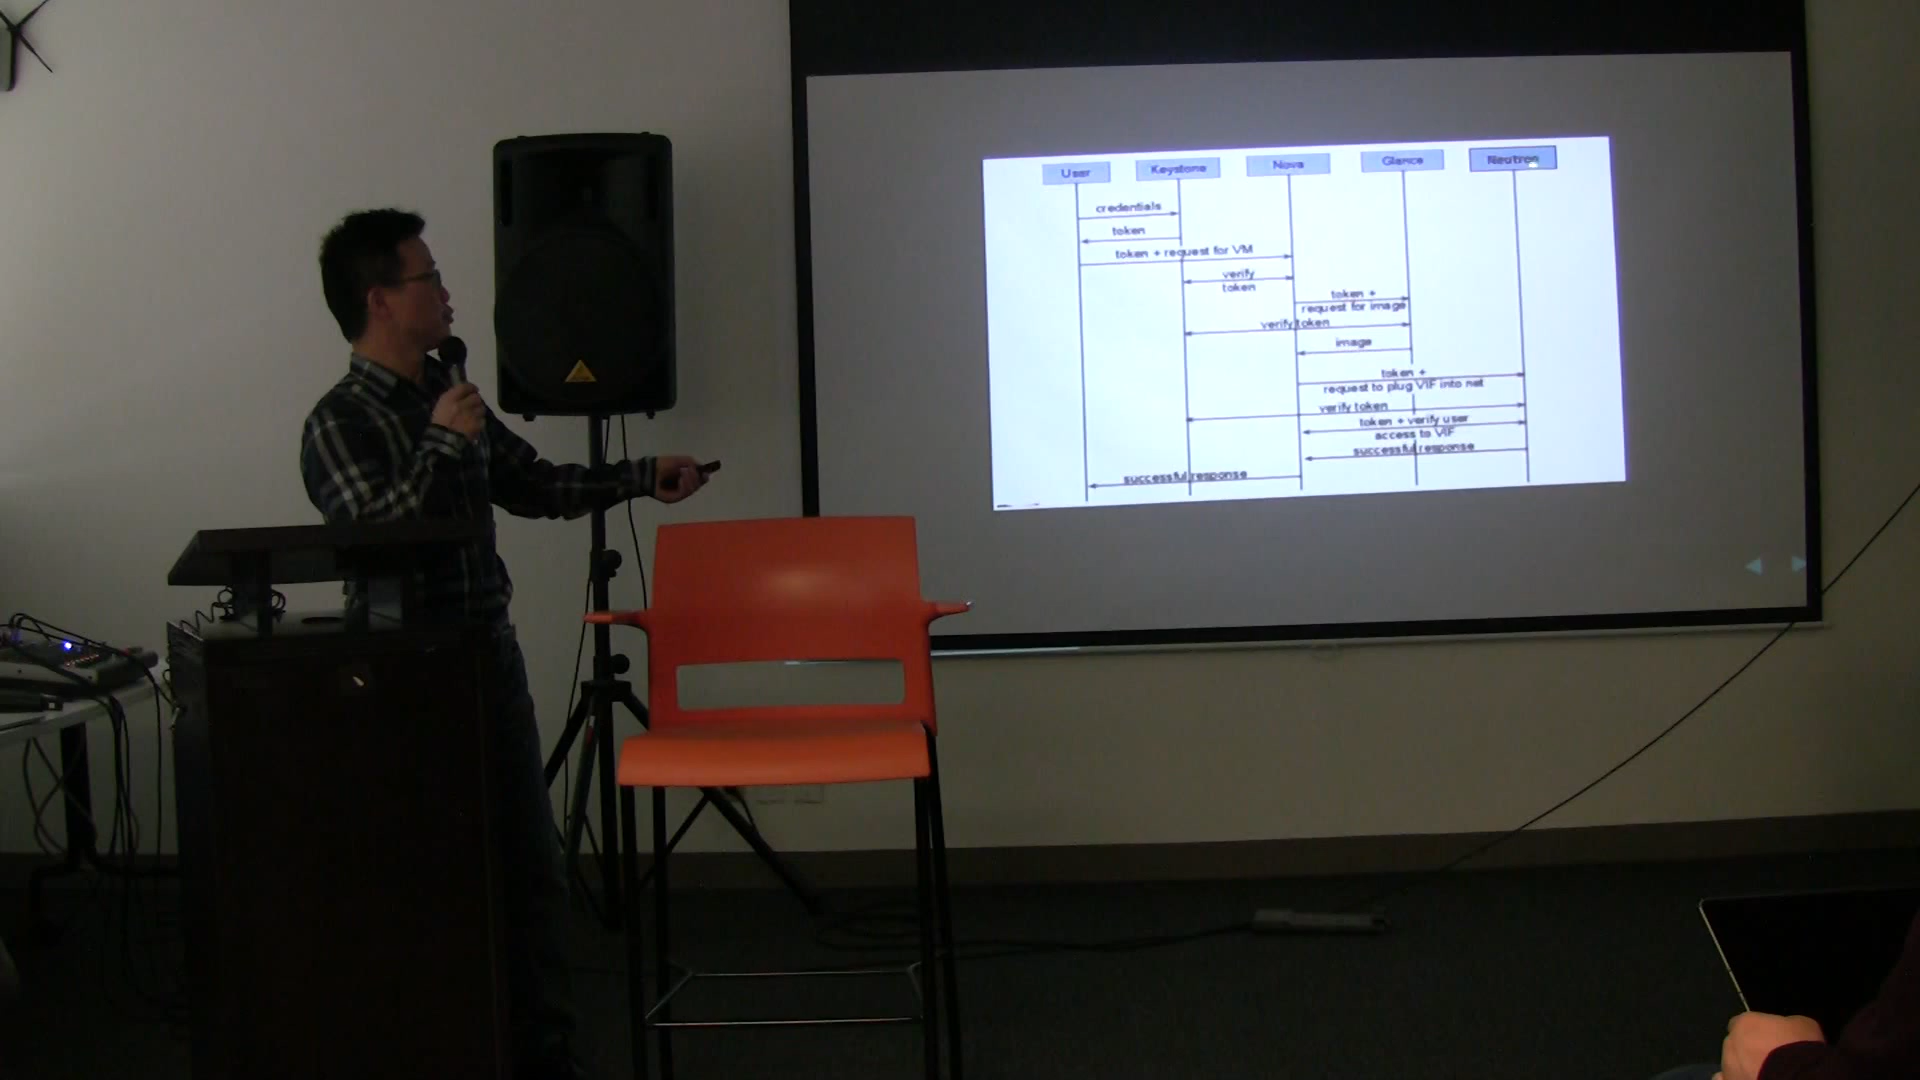 User Keystone Nova Glance Neutron
credentials
token
token + request for VM
verify
token
token +
request for image
verify token
image
token +
request to plug VIF into net
verify token
token + verify user
access to VIF
successful response
successful response